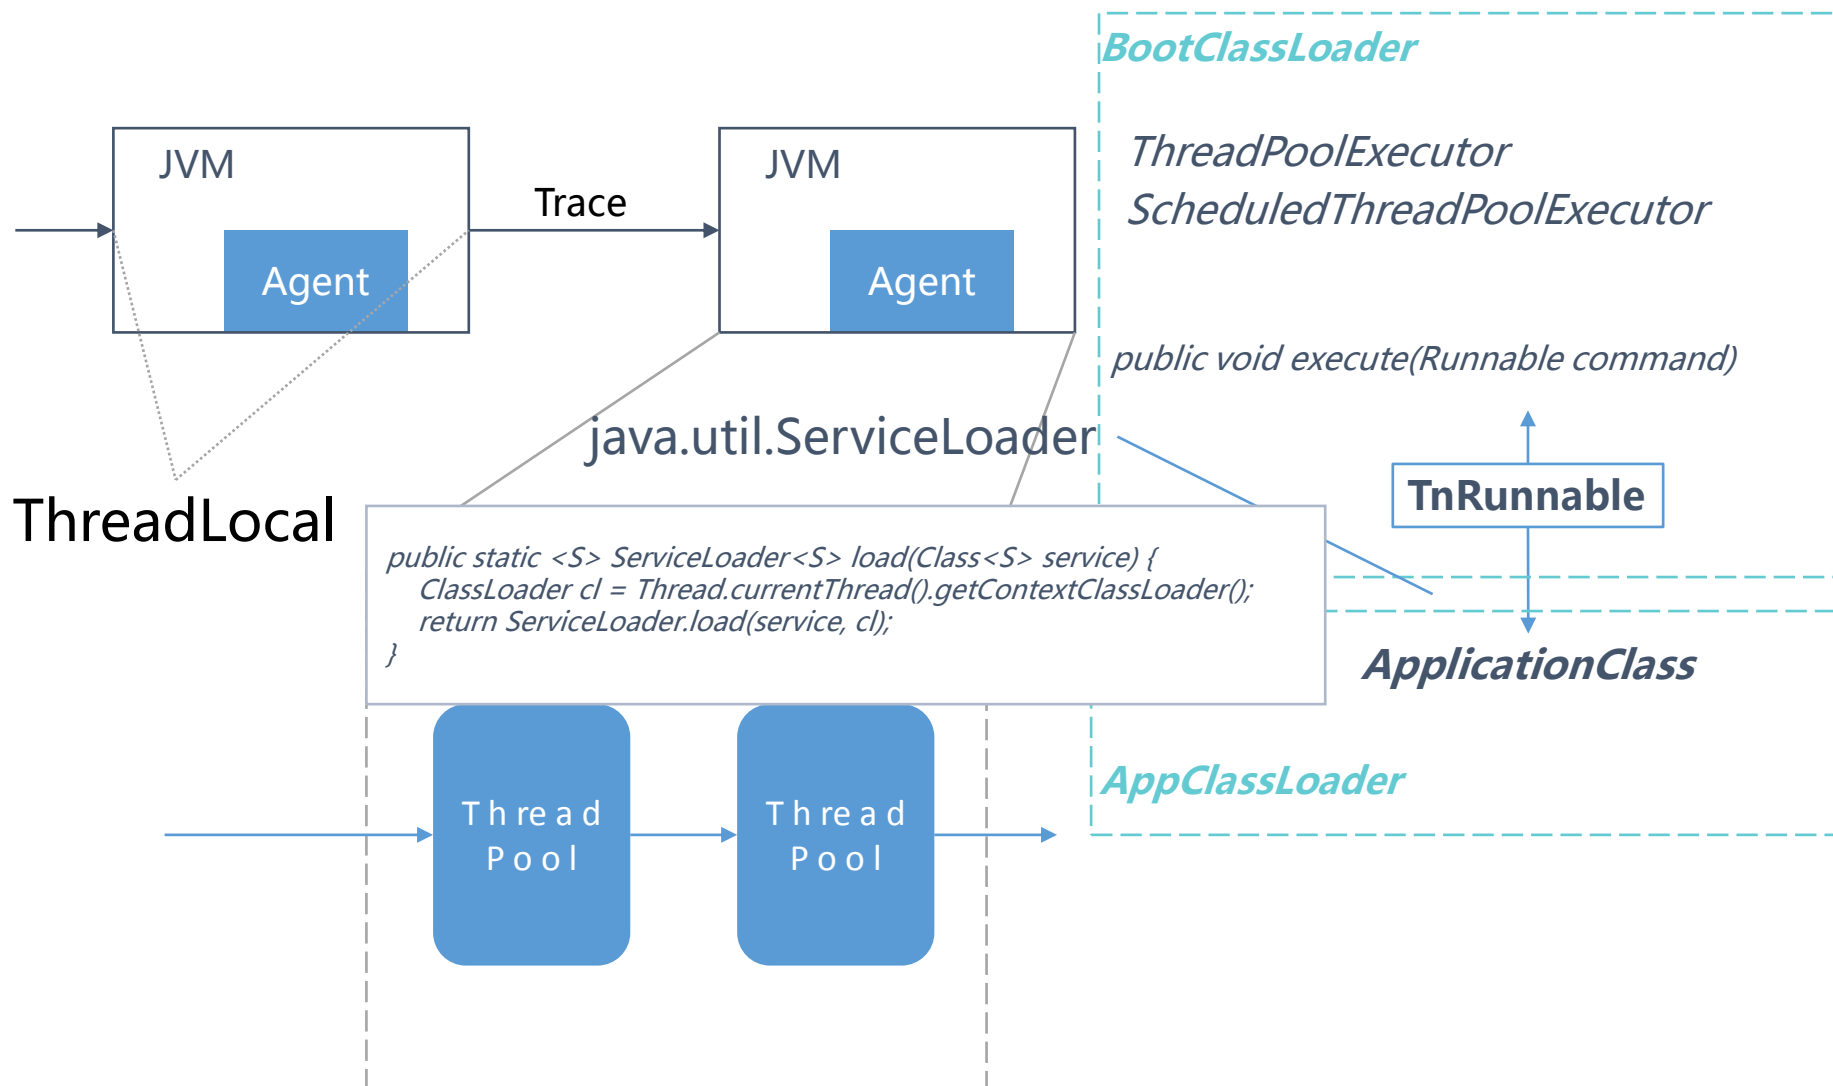 BootClassLoader
JVM
Agent
Trace
JVM
Agent
ThreadPoolExecutor
ScheduledThreadPoolExecutor
public void execute(Runnable command)
java.util.ServiceLoader
TnRunnable
ThreadLocal
public static <S> ServiceLoader<S> load(Class<S> service) {
ClassLoader cl = Thread.currentThread().getContextClassLoader();
return ServiceLoader.load(service, cl);
}
ApplicationClass
AppClassLoader
Thread
Pool
Thread
Pool